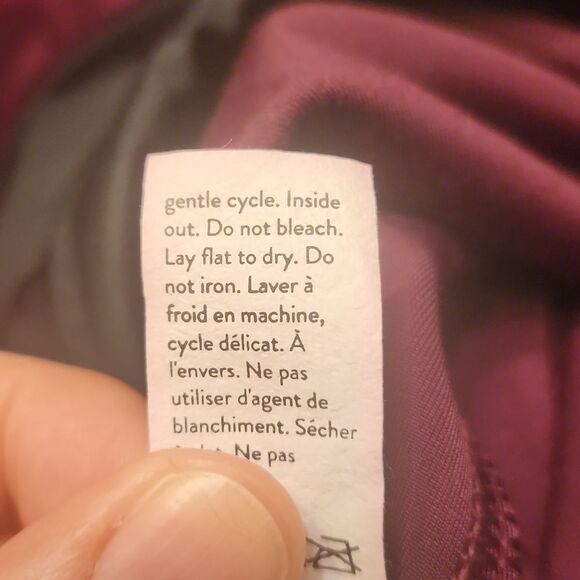 gentle cycle. Inside
out. Do not bleach.
Lay flat to dry. Do
not iron. Laver à
froid en machine,
cycle délicat. À
l'envers. Ne pas
utiliser d'agent de
blanchiment. Sécher
Ne pas